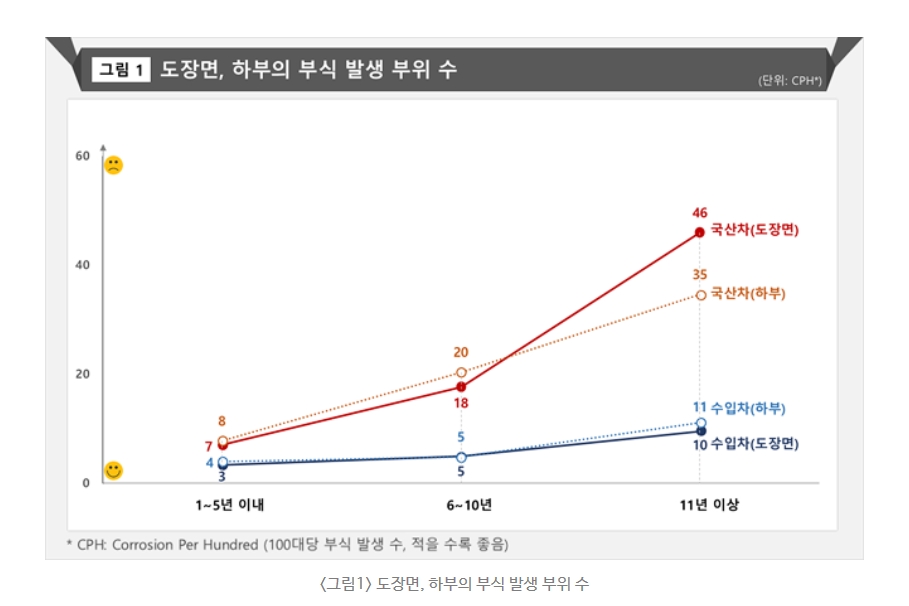 그림 1 도장면, 하부의 부식 발생 부위 수
(단위: CPH*)
60
40
20
0
46
국산차(도장면)
35
국산차(하부)
20
18
8
7
4
3
5
5
11 수입차(하부)
10 수입차(도장면)
1~5년 이내 6~10년 11년 이상
* CPH: Corrosion Per Hundred (100대당 부식 발생 수, 적을 수록 좋음)
<그림1> 도장면, 하부의 부식 발생 부위 수